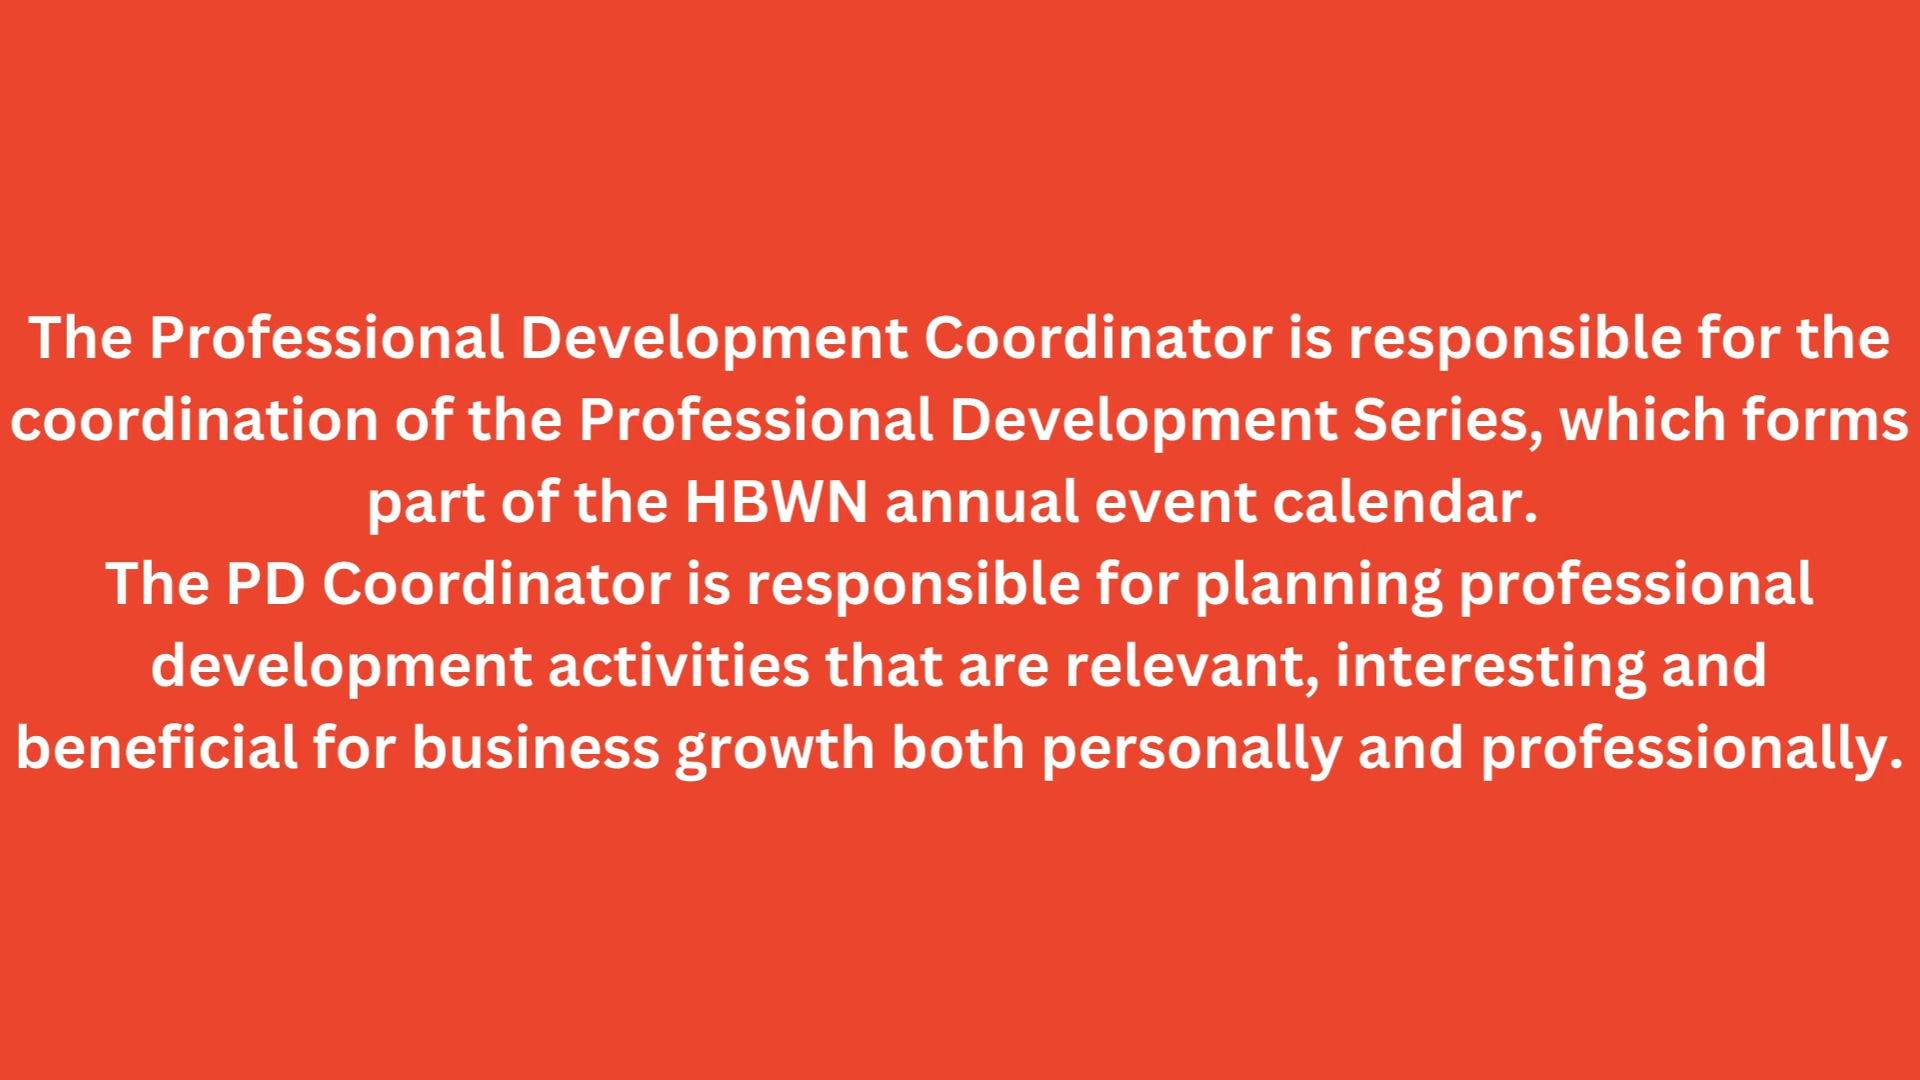 The Professional Development Coordinator is responsible for the
coordination of the Professional Development Series, which forms
part of the HBWN annual event calendar.
The PD Coordinator is responsible for planning professional
development activities that are relevant, interesting and
beneficial for business growth both personally and professionally.